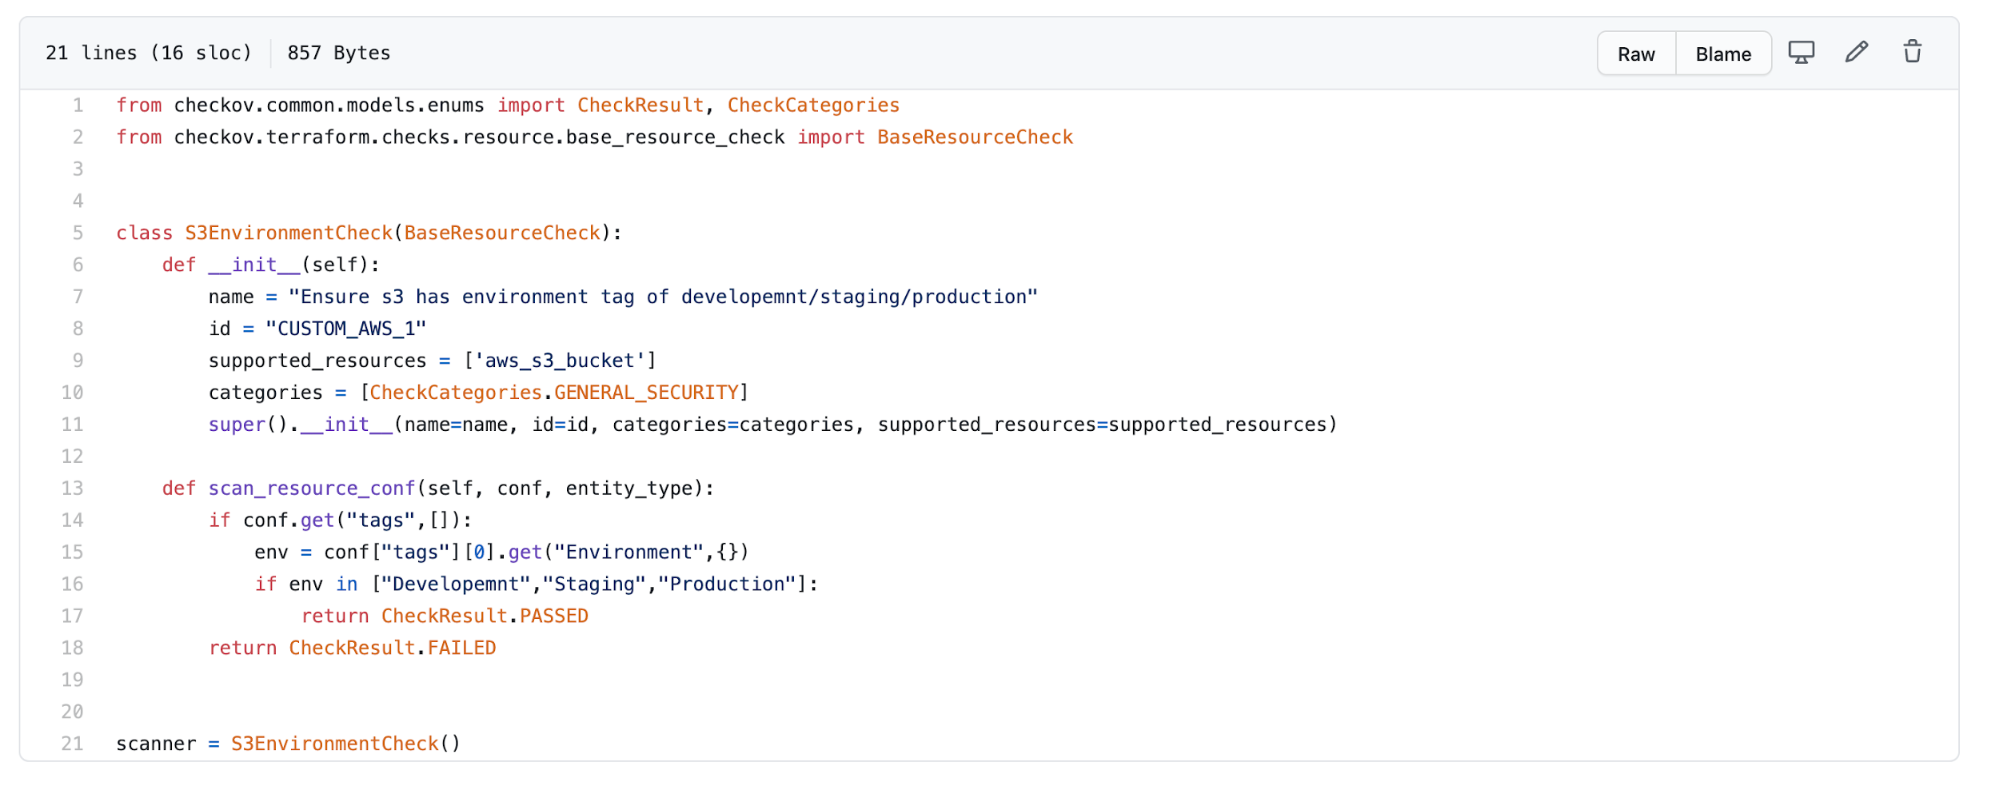 21 lines (16 sloc) 857 Bytes Raw Blame
1 from checkov.common.models.enums import CheckResult, CheckCategories
2 from checkov.terraform.checks.resource.base_resource_check import BaseResourceCheck
3
4
5 class S3EnvironmentCheck(BaseResourceCheck):
6     def __init__(self):
7         name = "Ensure s3 has environment tag of developemnt/staging/production"
8         id = "CUSTOM_AWS_1"
9         supported_resources = ['aws_s3_bucket']
10         categories = [CheckCategories.GENERAL_SECURITY]
11         super().__init__(name=name, id=id, categories=categories, supported_resources=supported_resources)
12
13     def scan_resource_conf(self, conf, entity_type):
14         if conf.get("tags",[]):
15             env = conf["tags"][0].get("Environment",{})
16             if env in ["Developemnt","Staging","Production"]:
17                 return CheckResult.PASSED
18         return CheckResult.FAILED
19
20
21 scanner = S3EnvironmentCheck()